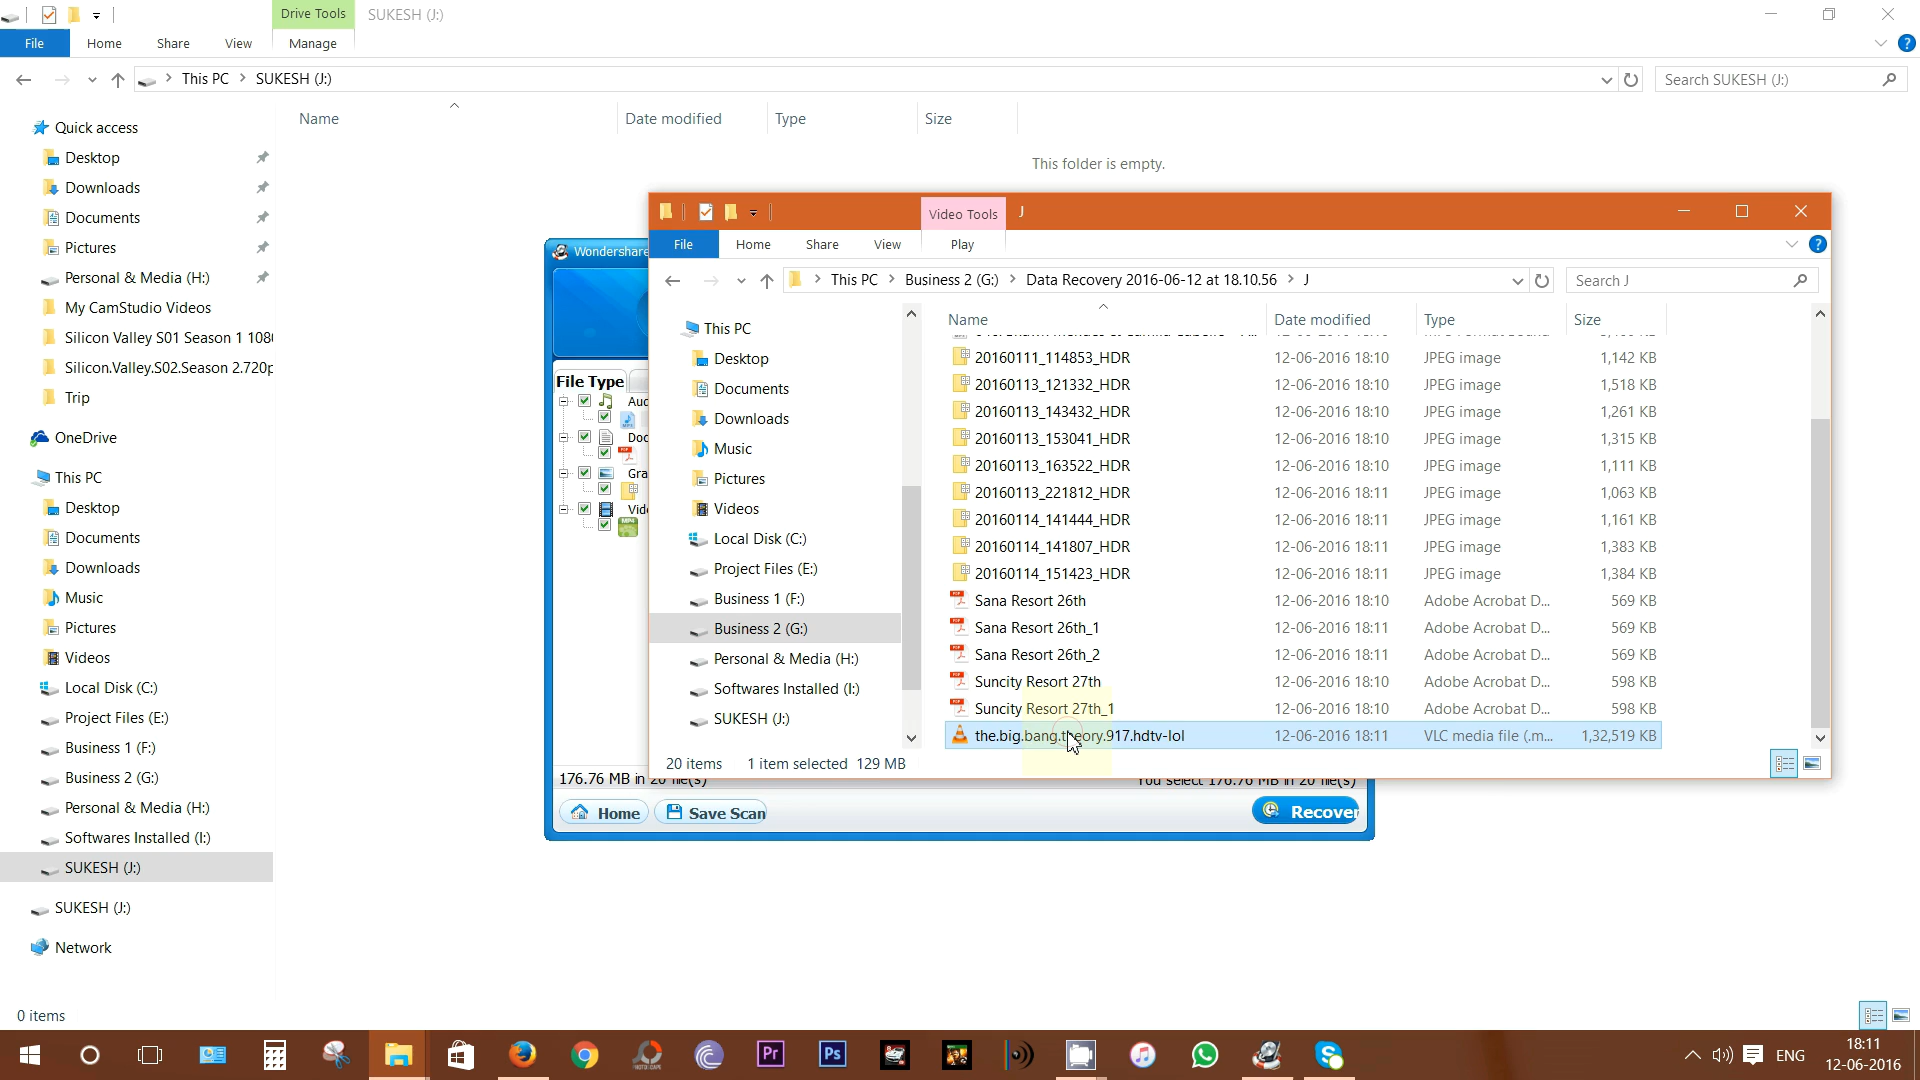 Drive Tools
SUKESH (J:)
File
Home
Share
View
Manage
This PC > SUKESH (J:)
Search SUKESH (J:)
Name
Date modified
Type
Size
This folder is empty.
Quick access
Desktop
Downloads
Documents
Pictures
Personal & Media (H:)
My CamStudio Videos
Silicon Valley S01 Season 1 108
Silicon.Valley.S02.Season 2.720p
Trip
OneDrive
This PC
Desktop
Documents
Downloads
Music
Pictures
Videos
Local Disk (C:)
Project Files (E:)
Business 1 (F:)
Business 2 (G:)
Personal & Media (H:)
Softwares Installed (I:)
SUKESH (J:)
SUKESH (J:)
Network
0 items
Wondershare
File Type
Aud
Doc
Gra
Vid
176.76 MB in 20 file(s)
You select 176.76 MB in 20 file(s)
Home
Save Scan
Recover
Video Tools
J
File
Home
Share
View
Play
This PC > Business 2 (G:) > Data Recovery 2016-06-12 at 18.10.56 > J
Search J
This PC
Desktop
Documents
Downloads
Music
Pictures
Videos
Local Disk (C:)
Project Files (E:)
Business 1 (F:)
Business 2 (G:)
Personal & Media (H:)
Softwares Installed (I:)
SUKESH (J:)
Name Date modified Type Size
20160111_114853_HDR 12-06-2016 18:10 JPEG image 1,142 KB
20160113_121332_HDR 12-06-2016 18:10 JPEG image 1,518 KB
20160113_143432_HDR 12-06-2016 18:10 JPEG image 1,261 KB
20160113_153041_HDR 12-06-2016 18:10 JPEG image 1,315 KB
20160113_163522_HDR 12-06-2016 18:10 JPEG image 1,111 KB
20160113_221812_HDR 12-06-2016 18:11 JPEG image 1,063 KB
20160114_141444_HDR 12-06-2016 18:11 JPEG image 1,161 KB
20160114_141807_HDR 12-06-2016 18:11 JPEG image 1,383 KB
20160114_151423_HDR 12-06-2016 18:11 JPEG image 1,384 KB
Sana Resort 26th 12-06-2016 18:10 Adobe Acrobat D... 569 KB
Sana Resort 26th_1 12-06-2016 18:11 Adobe Acrobat D... 569 KB
Sana Resort 26th_2 12-06-2016 18:11 Adobe Acrobat D... 569 KB
Suncity Resort 27th 12-06-2016 18:10 Adobe Acrobat D... 598 KB
Suncity Resort 27th_1 12-06-2016 18:10 Adobe Acrobat D... 598 KB
the.big.bang.theory.917.hdtv-lol 12-06-2016 18:11 VLC media file (.m... 1,32,519 KB
20 items 1 item selected 129 MB
Pr
Ps
ENG
18:11
12-06-2016